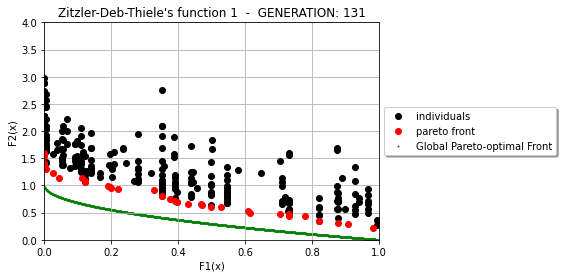 Zitzler-Deb-Thiele's function 1 - GENERATION: 131
4.0
3.5
3.0
2.5
2.0
1.5
1.0
0.5
0.0
F2(x)
0.0 0.2 0.4 0.6 0.8 1.0
F1(x)
individuals
pareto front
Global Pareto-optimal Front